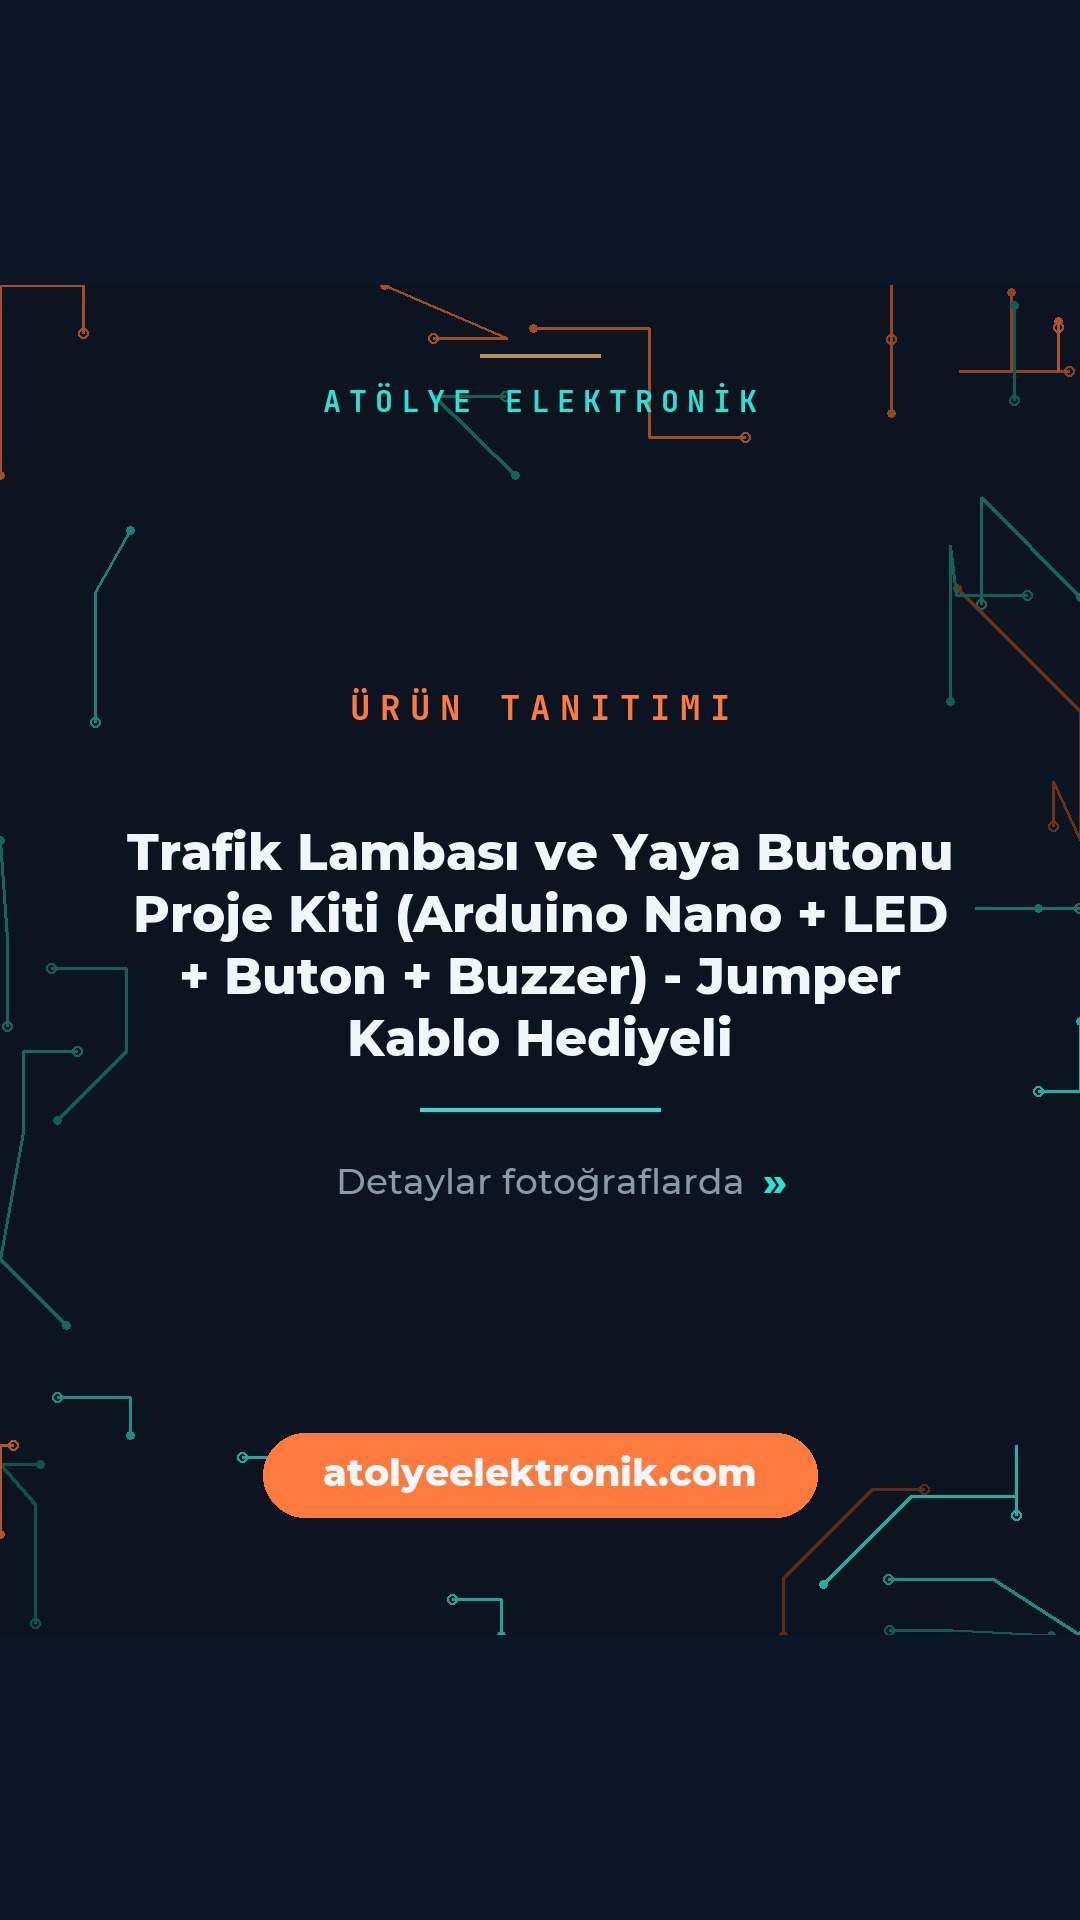 ATÖLYE ELEKTRONİK
ÜRÜN TANITIMI
Trafik Lambası ve Yaya Butonu
Proje Kiti (Arduino Nano + LED
+ Buton + Buzzer) - Jumper
Kablo Hediyeli
Detaylar fotoğraflarda »
atolyeelektronik.com